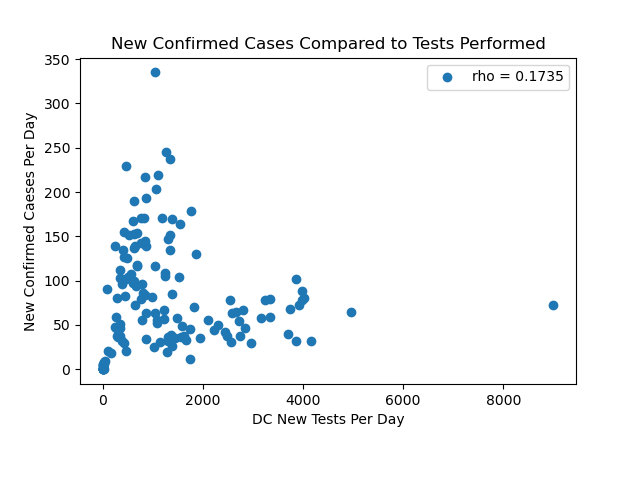 New Confirmed Cases Compared to Tests Performed
rho = 0.1735
New Confirmed Caeses Per Day
350
300
250
200
150
100
50
0
0 2000 4000 6000 8000
DC New Tests Per Day